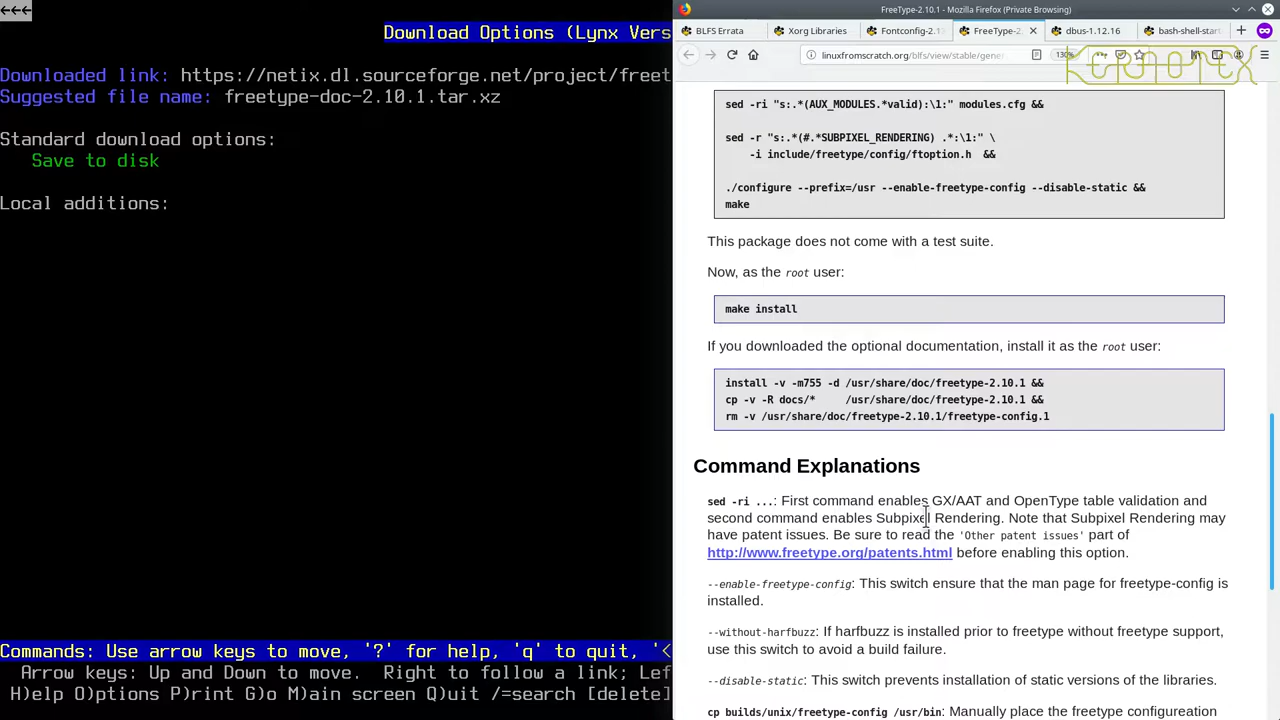 ←←←
Download Options (Lynx Vers
Downloaded link: https://netix.dl.sourceforge.net/project/freet
Suggested file name: freetype-doc-2.10.1.tar.xz
Standard download options:
Save to disk
Local additions:
Commands: Use arrow keys to move, '?' for help, 'q' to quit, '<
Arrow keys: Up and Down to move. Right to follow a link; Lef
H)elp O)ptions P)rint G)o M)ain screen Q)uit /=search [delete]
FreeType-2.10.1 - Mozilla Firefox (Private Browsing)
BLFS Errata
Xorg Libraries
Fontconfig-2.1
FreeType-2.
dbus-1.12.16
bash-shell-start
linuxfromscratch.org/blfs/view/stable/gene
130%
KERNOTEX
sed -ri "s:.*(AUX_MODULES.*valid):\1:" modules.cfg &&
sed -r "s:.*(#.*SUBPIXEL_RENDERING) .*:\1:" \
-i include/freetype/config/ftoption.h &&
./configure --prefix=/usr --enable-freetype-config --disable-static &&
make
This package does not come with a test suite.
Now, as the root user:
make install
If you downloaded the optional documentation, install it as the root user:
install -v -m755 -d /usr/share/doc/freetype-2.10.1 &&
cp -v -R docs/* /usr/share/doc/freetype-2.10.1 &&
rm -v /usr/share/doc/freetype-2.10.1/freetype-config.1
Command Explanations
sed -ri ...: First command enables GX/AAT and OpenType table validation and
second command enables Subpixel Rendering. Note that Subpixel Rendering may
have patent issues. Be sure to read the 'Other patent issues' part of
http://www.freetype.org/patents.html before enabling this option.
--enable-freetype-config: This switch ensure that the man page for freetype-config is
installed.
--without-harfbuzz: If harfbuzz is installed prior to freetype without freetype support,
use this switch to avoid a build failure.
--disable-static: This switch prevents installation of static versions of the libraries.
cp builds/unix/freetype-config /usr/bin: Manually place the freetype configureation